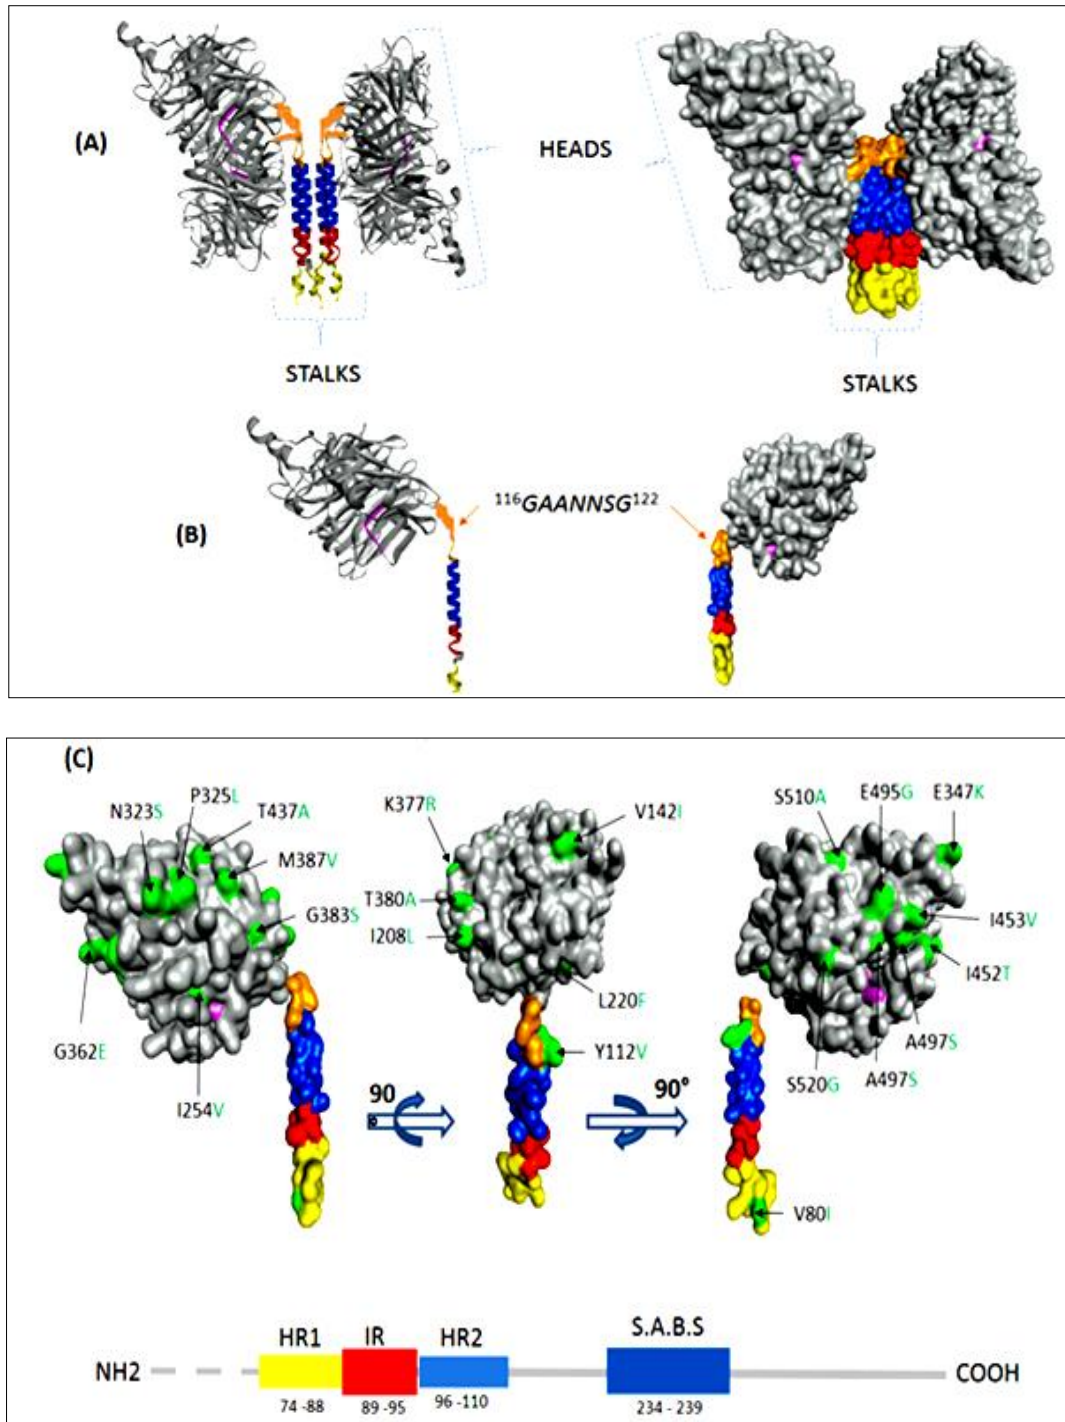 (A)
HEADS
STALKS
STALKS
(B)
116GAANNSG122
(C)
N323S
P325L
T437A
M387V
G383S
G362E
I254V
K377R
T380A
I208L
V142I
L220F
Y112V
S510A
E495G
E347K
I453V
I452T
A497S
A497S
S520G
V80I
90
90°
HR1
IR
HR2
S.A.B.S
NH2
COOH
74 -88
89 -95
96 -110
234 - 239